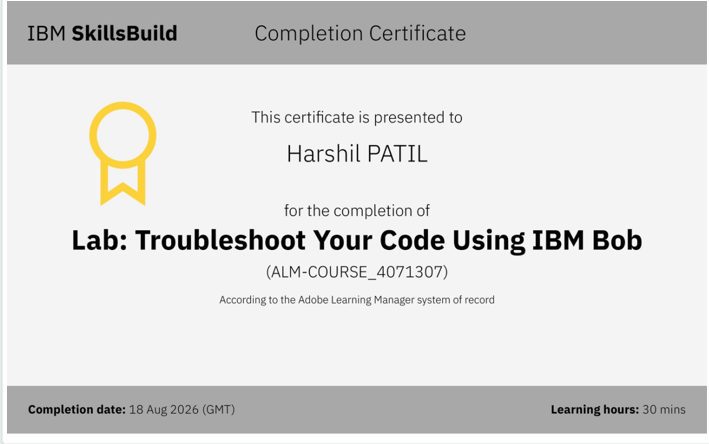 IBM SkillsBuild
Completion Certificate
This certificate is presented to
Harshil PATIL
for the completion of
Lab: Troubleshoot Your Code Using IBM Bob
(ALM-COURSE_4071307)
According to the Adobe Learning Manager system of record
Completion date: 18 Aug 2026 (GMT)
Learning hours: 30 mins